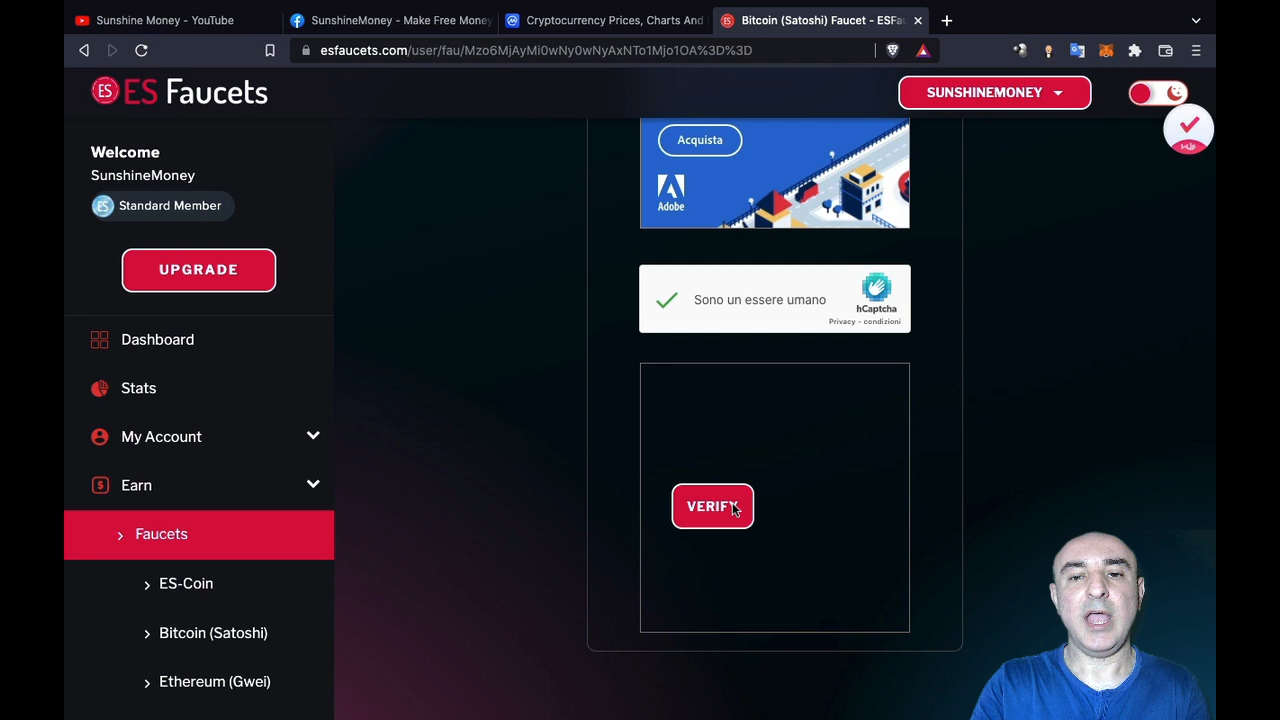 Sunshine Money - YouTube
SunshineMoney - Make Free Money
Cryptocurrency Prices, Charts And
Bitcoin (Satoshi) Faucet - ESFau
esfaucets.com/user/fau/Mzo6MjAyMi0wNy0wNyAxNTo1Mjo1OA%3D%3D
ES ES Faucets
SUNSHINEMONEY
Welcome
SunshineMoney
ES Standard Member
UPGRADE
Dashboard
Stats
My Account
Earn
Faucets
ES-Coin
Bitcoin (Satoshi)
Ethereum (Gwei)
Acquista
Adobe
Sono un essere umano
hCaptcha
Privacy - condizioni
VERIFY